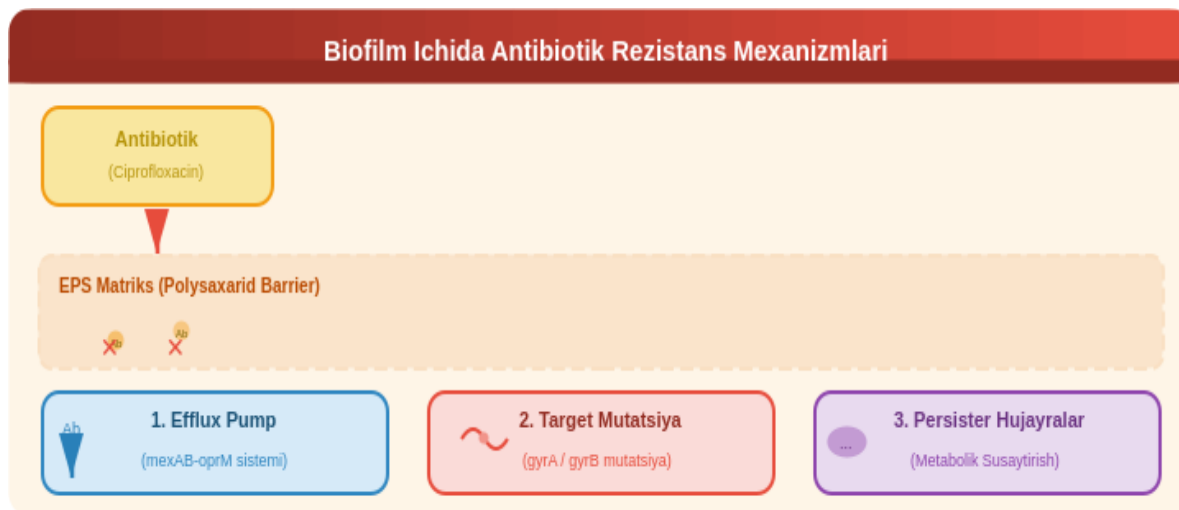 Biofilm Ichida Antibiotik Rezistans Mexanizmlari
Antibiotik
(Ciprofloxacin)
EPS Matriks (Polysaxarid Barrier)
Ab
Ab
Ab
1. Efflux Pump
(mexAB-oprM sistemi)
2. Target Mutatsiya
(gyrA / gyrB mutatsiya)
...
3. Persister Hujayralar
(Metabolik Susaytirish)